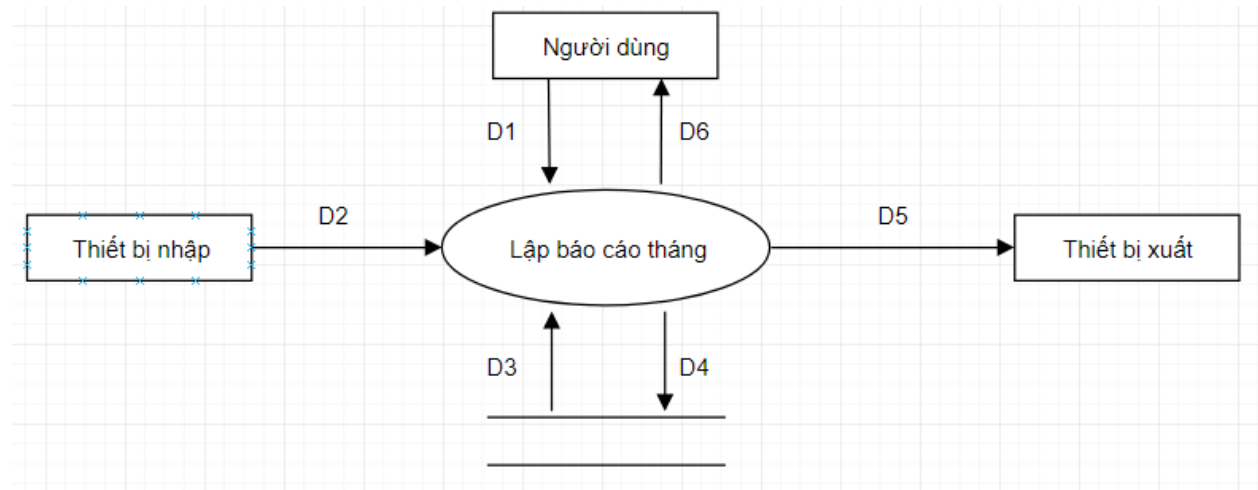 Người dùng
D1
D6
D2
D5
Thiết bị nhập
Lập báo cáo tháng
Thiết bị xuất
D3
D4